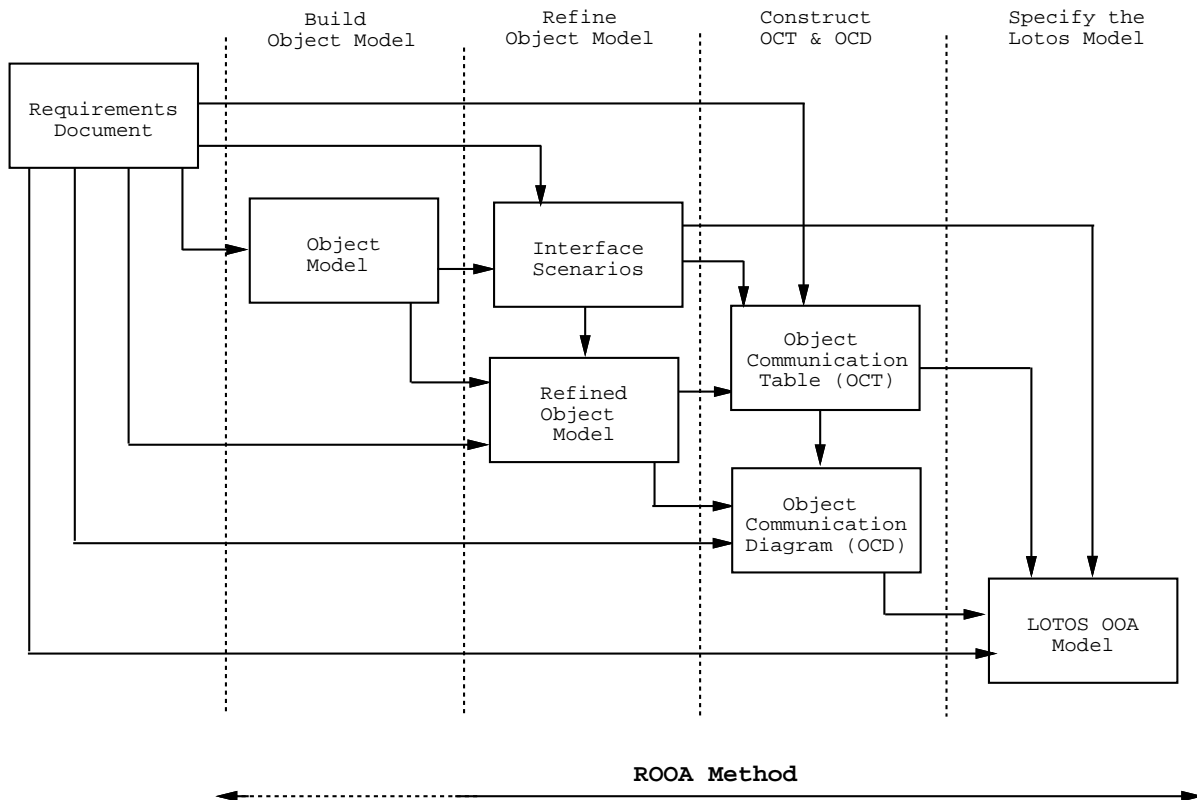 Build
Object Model
Refine
Object Model
Construct
OCT & OCD
Specify the
Lotos Model
Requirements
Document
Object
Model
Interface
Scenarios
Refined
Object
Model
Object
Communication
Table (OCT)
Object
Communication
Diagram (OCD)
LOTOS OOA
Model
ROOA Method